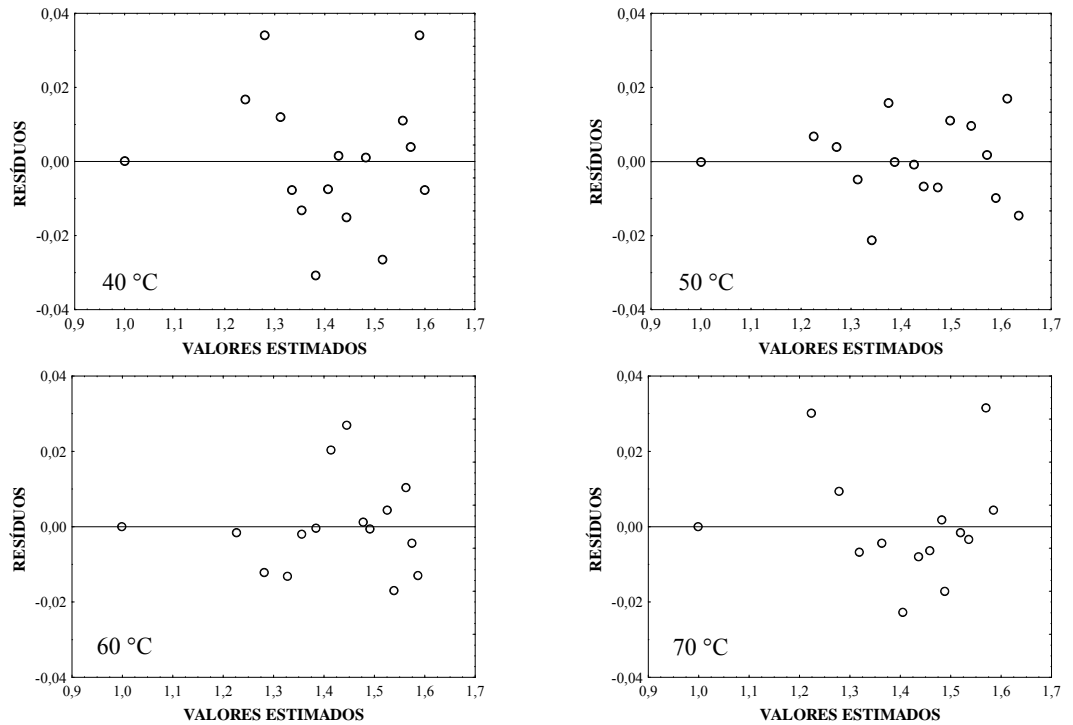 0,04
0,02
0,00
-0,02
-0,04
RESÍDUOS
40 °C
0,9 1,0 1,1 1,2 1,3 1,4 1,5 1,6 1,7
VALORES ESTIMADOS
0,04
0,02
0,00
-0,02
-0,04
RESÍDUOS
50 °C
0,9 1,0 1,1 1,2 1,3 1,4 1,5 1,6 1,7
VALORES ESTIMADOS
0,04
0,02
0,00
-0,02
-0,04
RESÍDUOS
60 °C
0,9 1,0 1,1 1,2 1,3 1,4 1,5 1,6 1,7
VALORES ESTIMADOS
0,04
0,02
0,00
-0,02
-0,04
RESÍDUOS
70 °C
0,9 1,0 1,1 1,2 1,3 1,4 1,5 1,6 1,7
VALORES ESTIMADOS